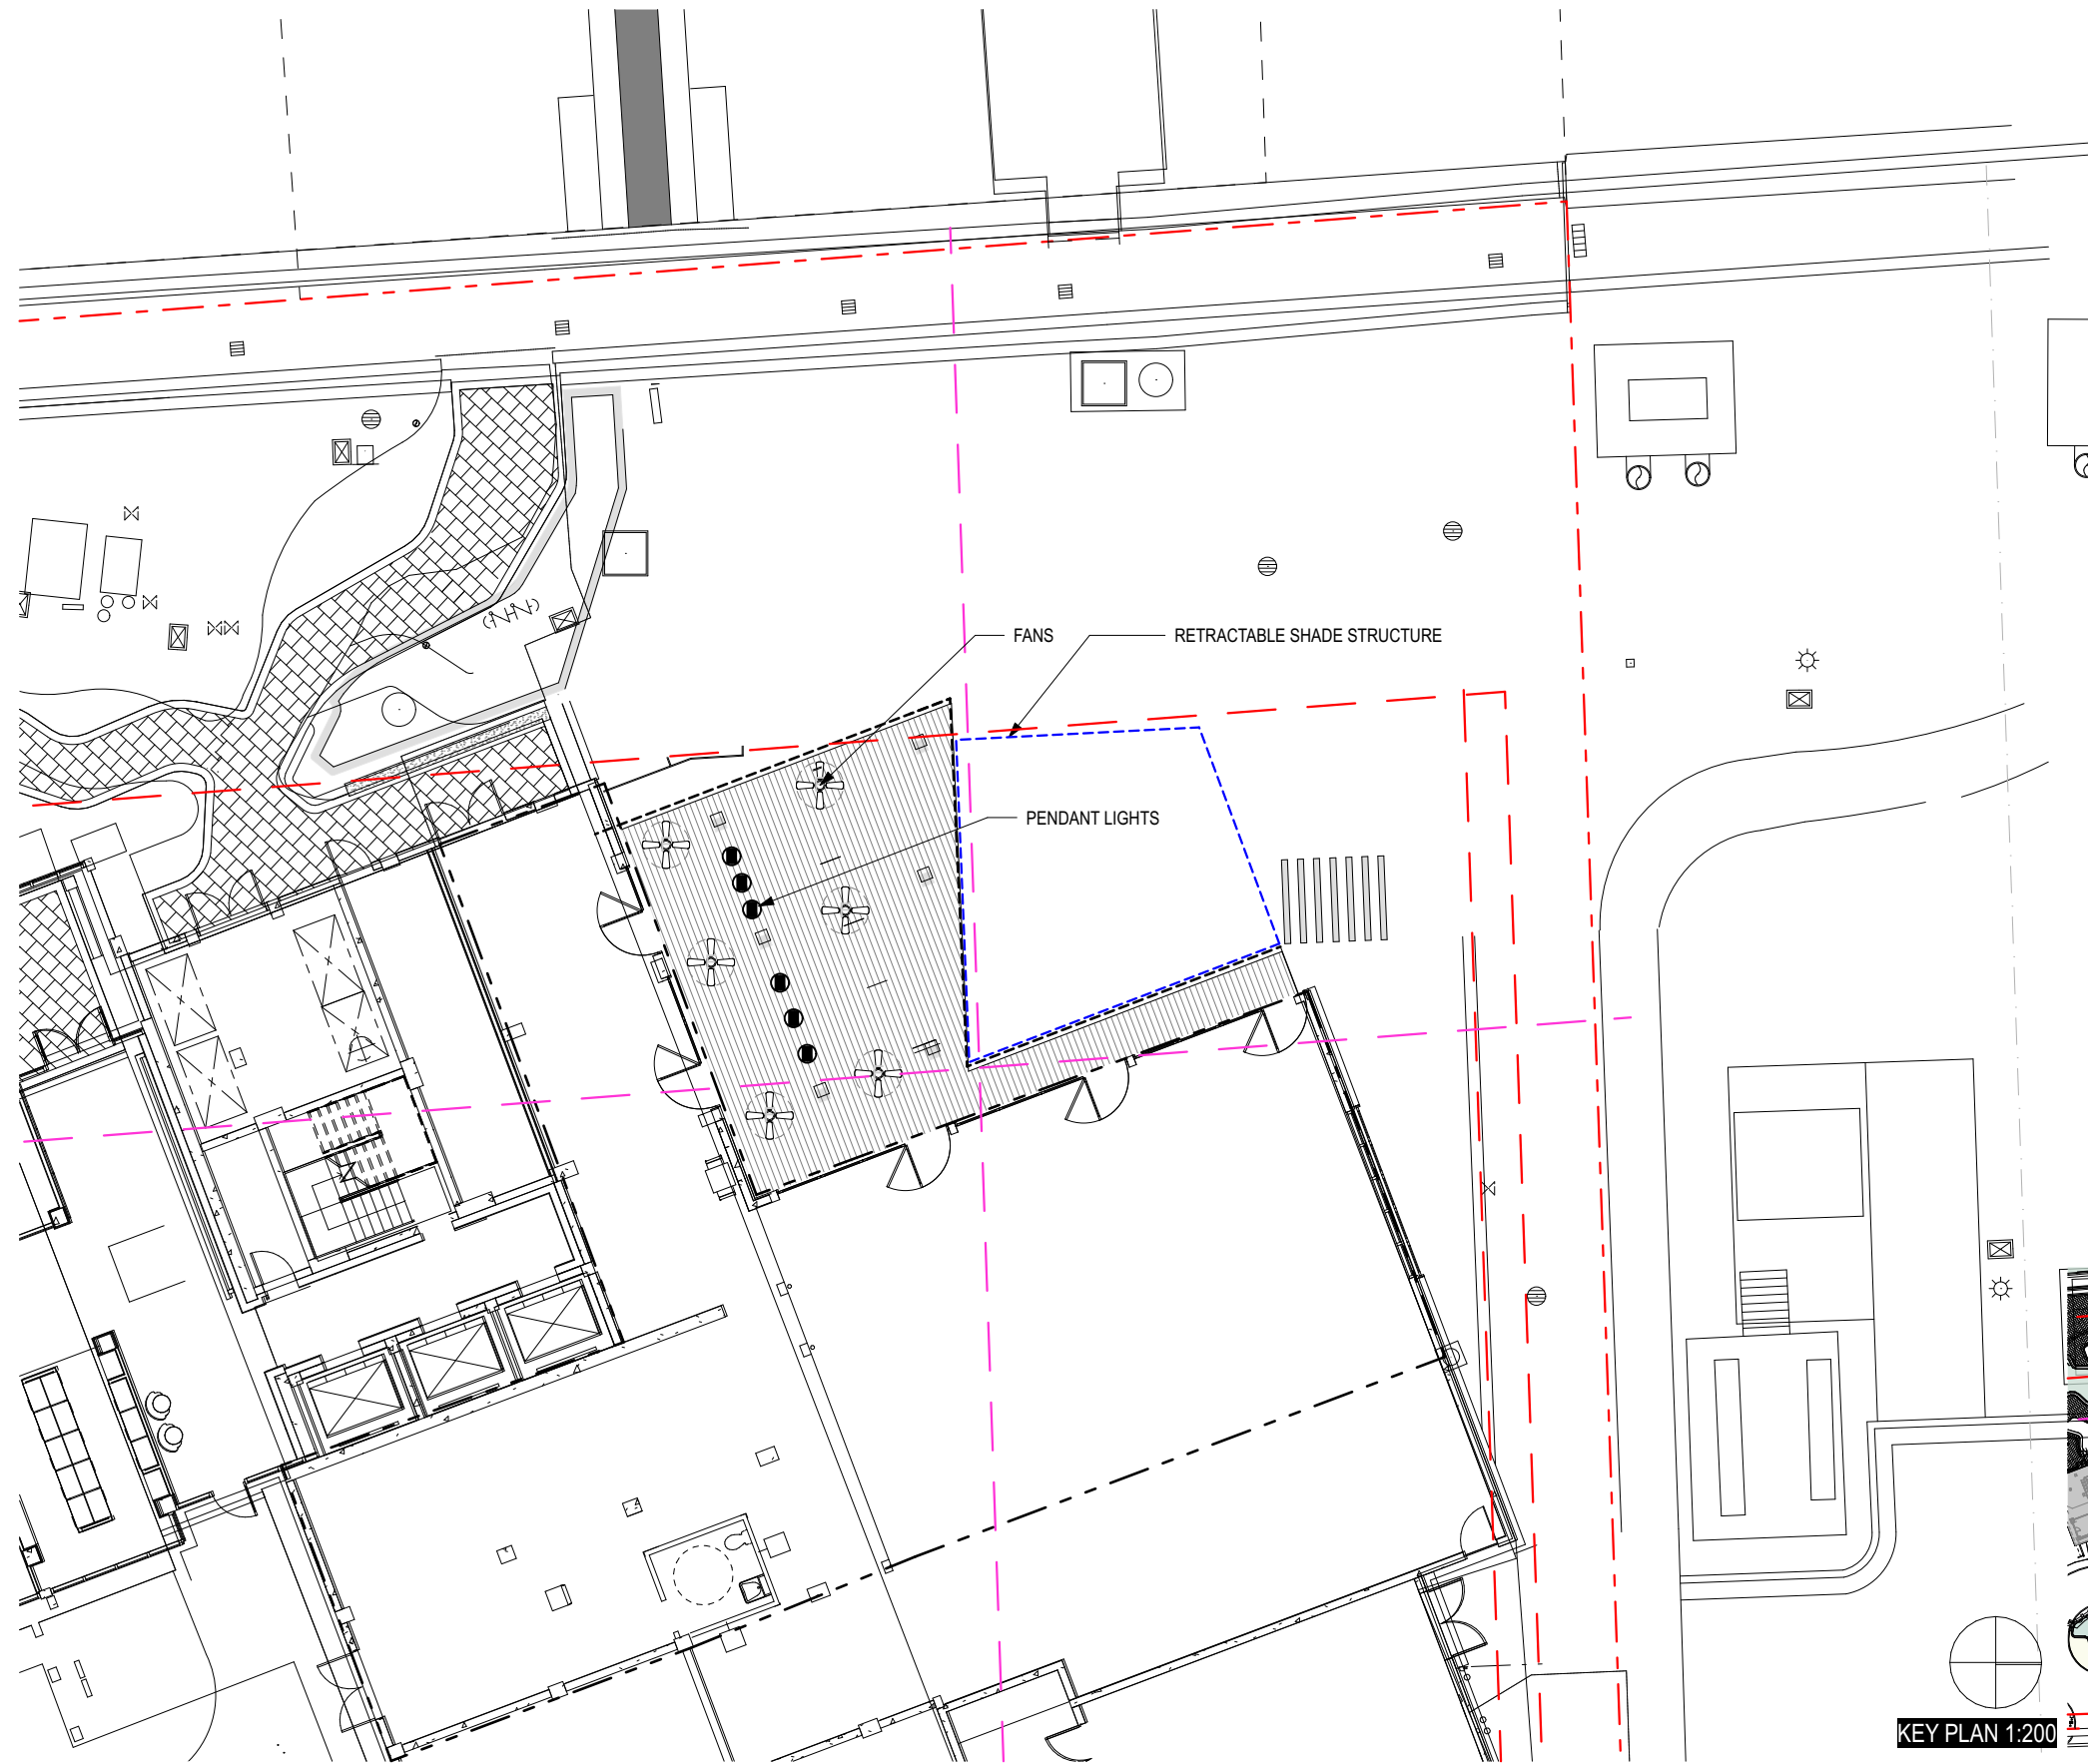 FANS
RETRACTABLE SHADE STRUCTURE
PENDANT LIGHTS
KEY PLAN 1:200